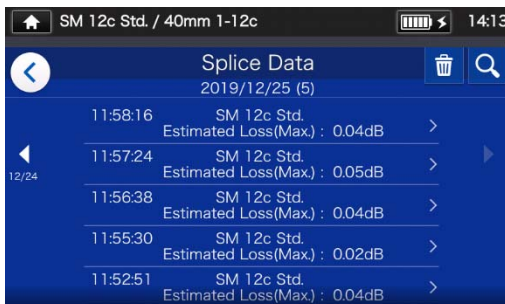 SM 12c Std. / 40mm 1-12c 14:13
Splice Data
2019/12/25 (5)
11:58:16 SM 12c Std.
Estimated Loss(Max.) : 0.04dB
11:57:24 SM 12c Std.
Estimated Loss(Max.) : 0.05dB
12/24
11:56:38 SM 12c Std.
Estimated Loss(Max.) : 0.04dB
11:55:30 SM 12c Std.
Estimated Loss(Max.) : 0.02dB
11:52:51 SM 12c Std.
Estimated Loss(Max.) : 0.04dB